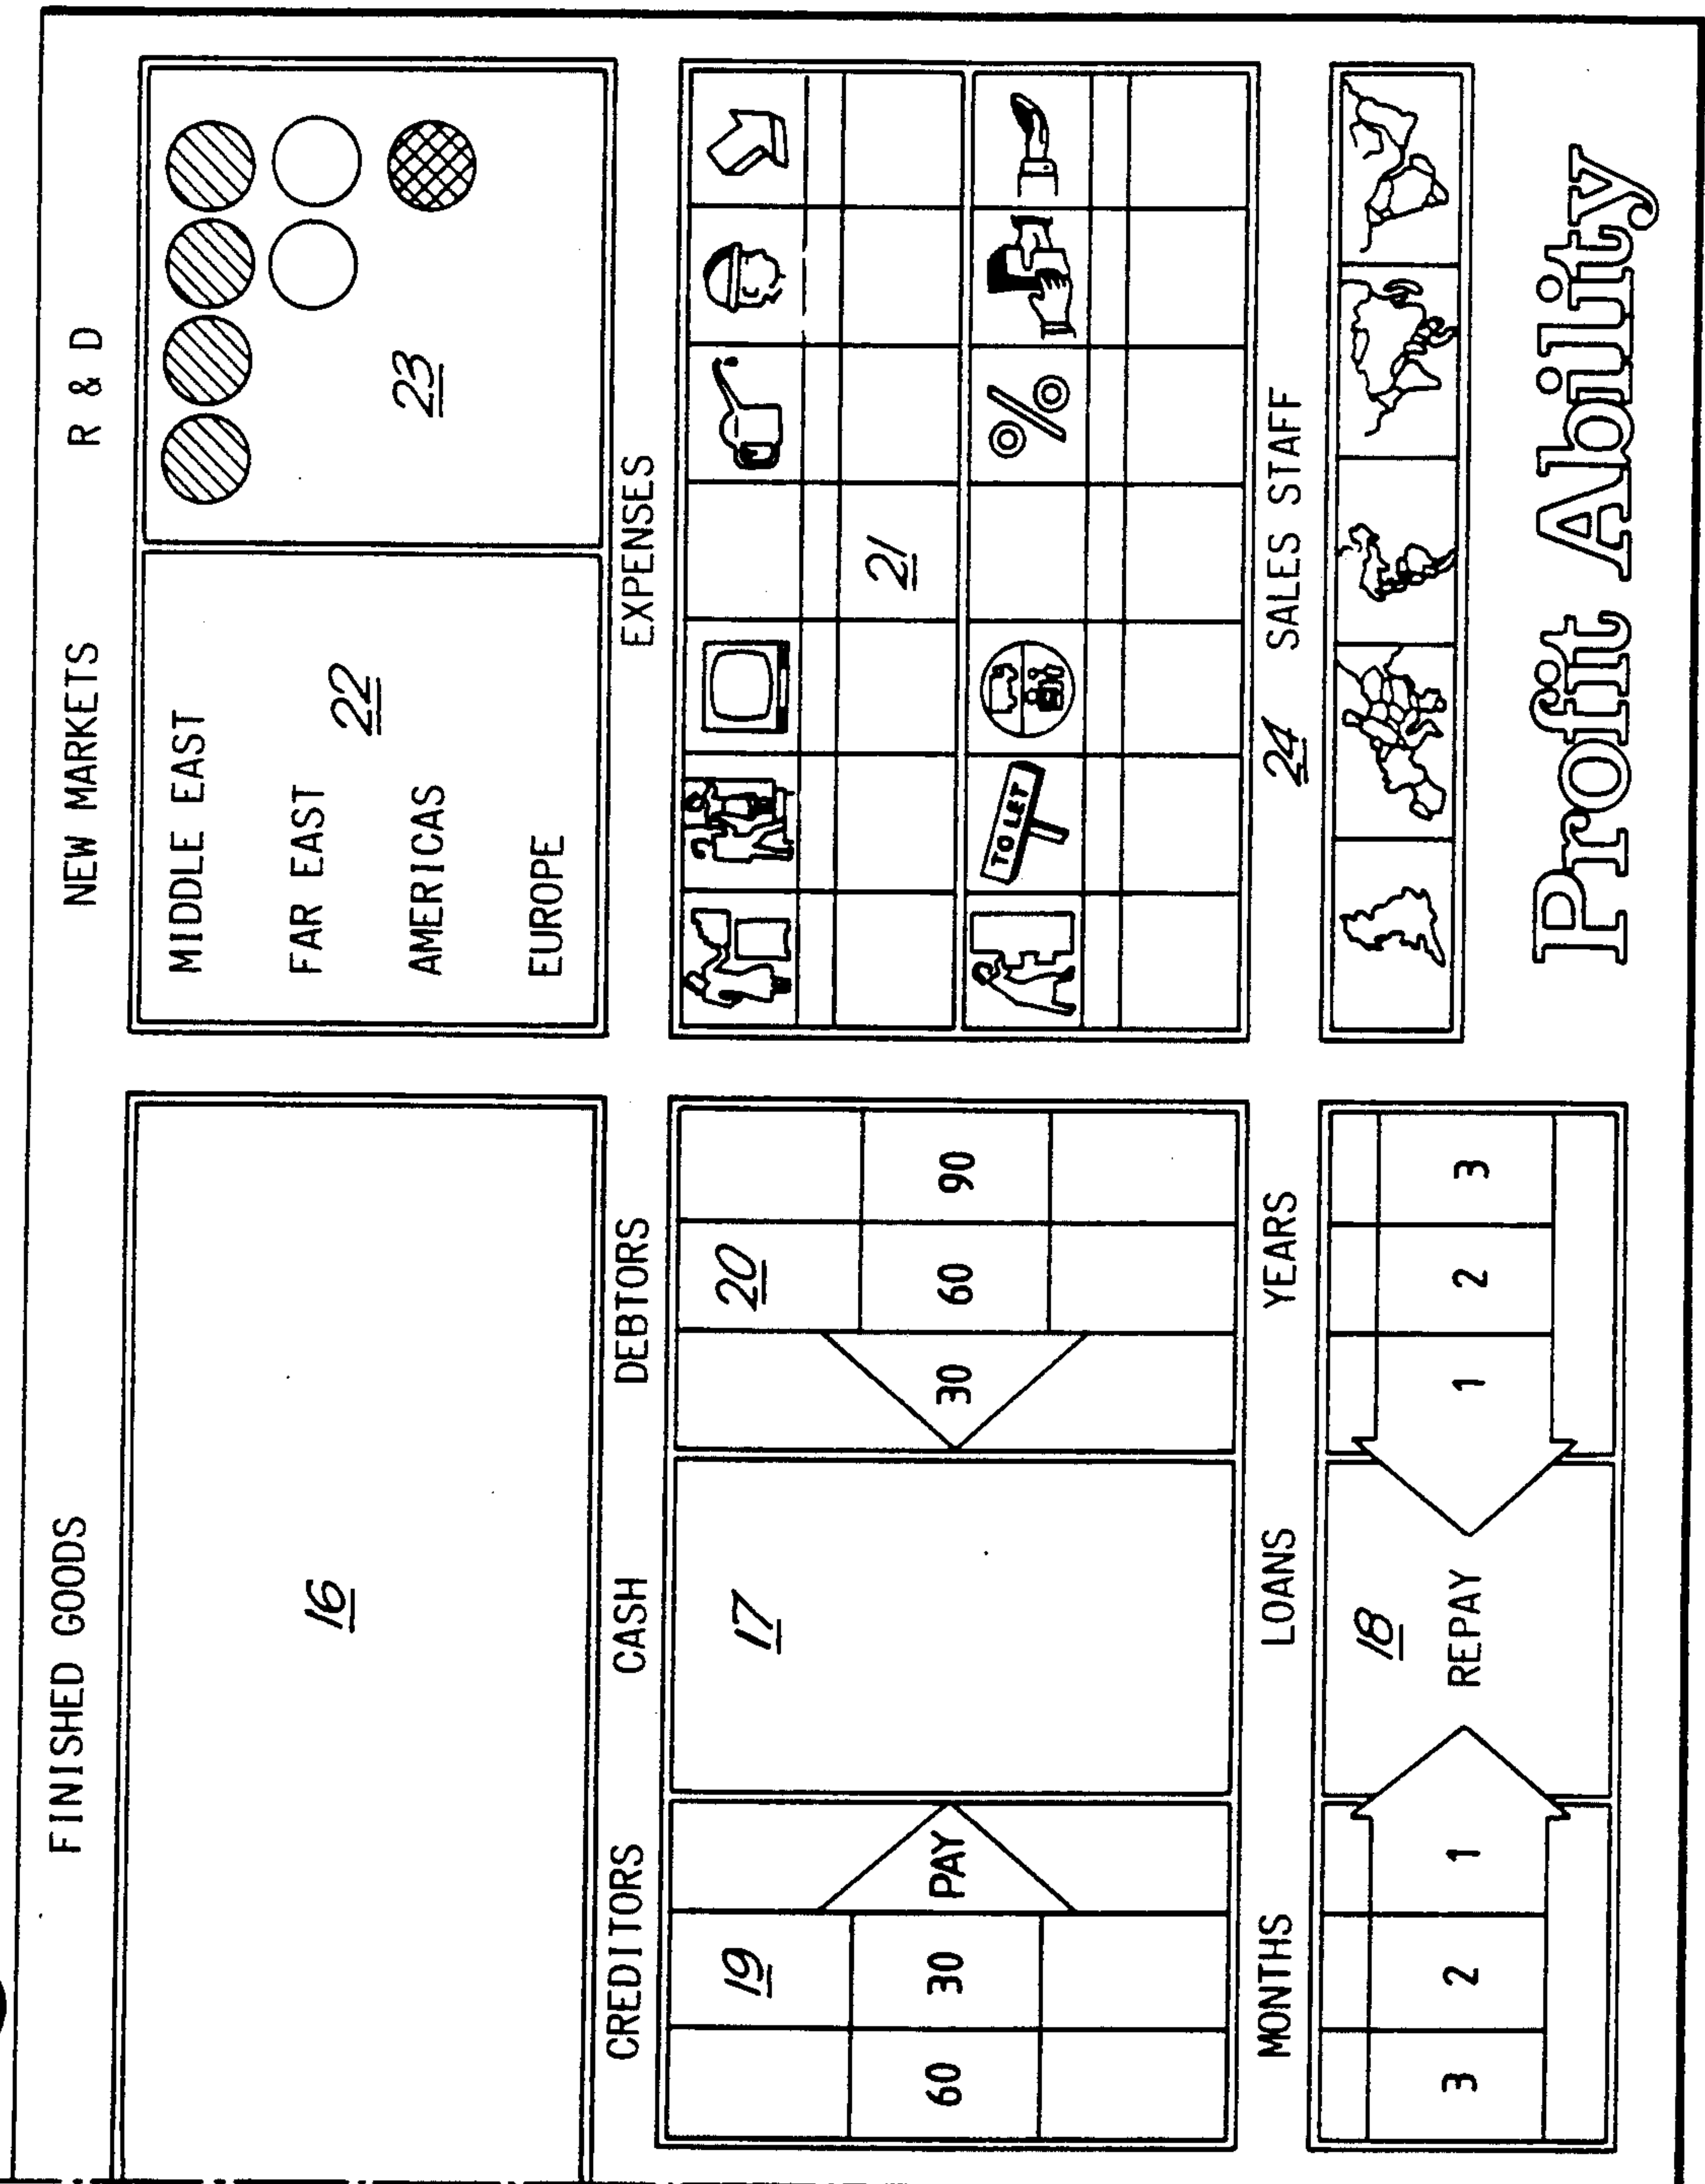 FINISHED GOODS
16
NEW MARKETS
R & D
MIDDLE EAST
FAR EAST
AMERICAS
EUROPE
22
23
CREDITORS
CASH
DEBTORS
19
17
20
60
30
PAY
30
60
90
EXPENSES
21
TO LET
%
MONTHS
LOANS
YEARS
18
3
2
1
REPAY
1
2
3
24
SALES STAFF
Profit Ability